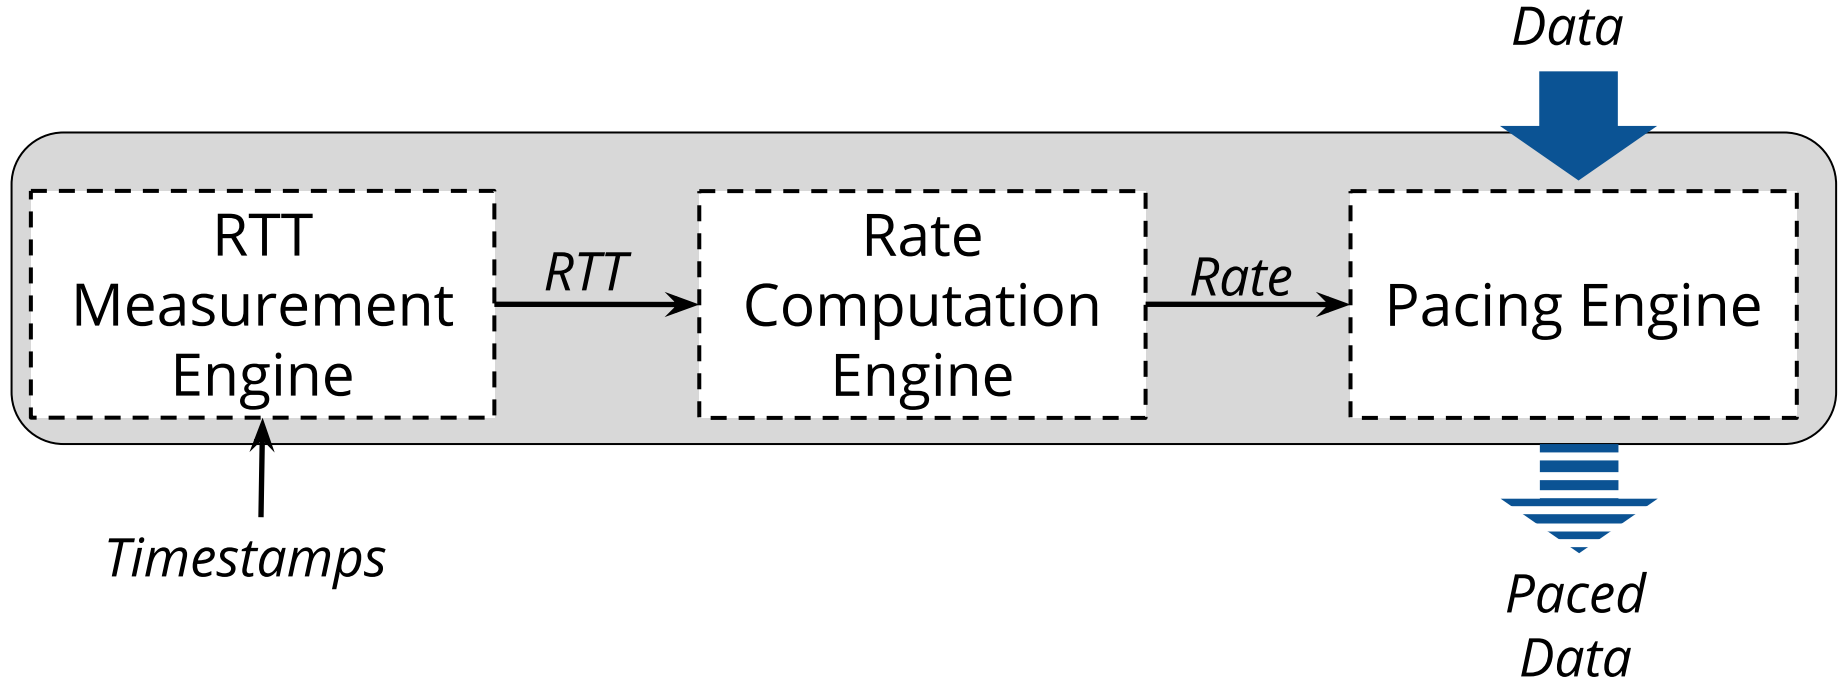 Data
RTT
Measurement
Engine
RTT
Rate
Computation
Engine
Rate
Pacing Engine
Timestamps
Paced
Data